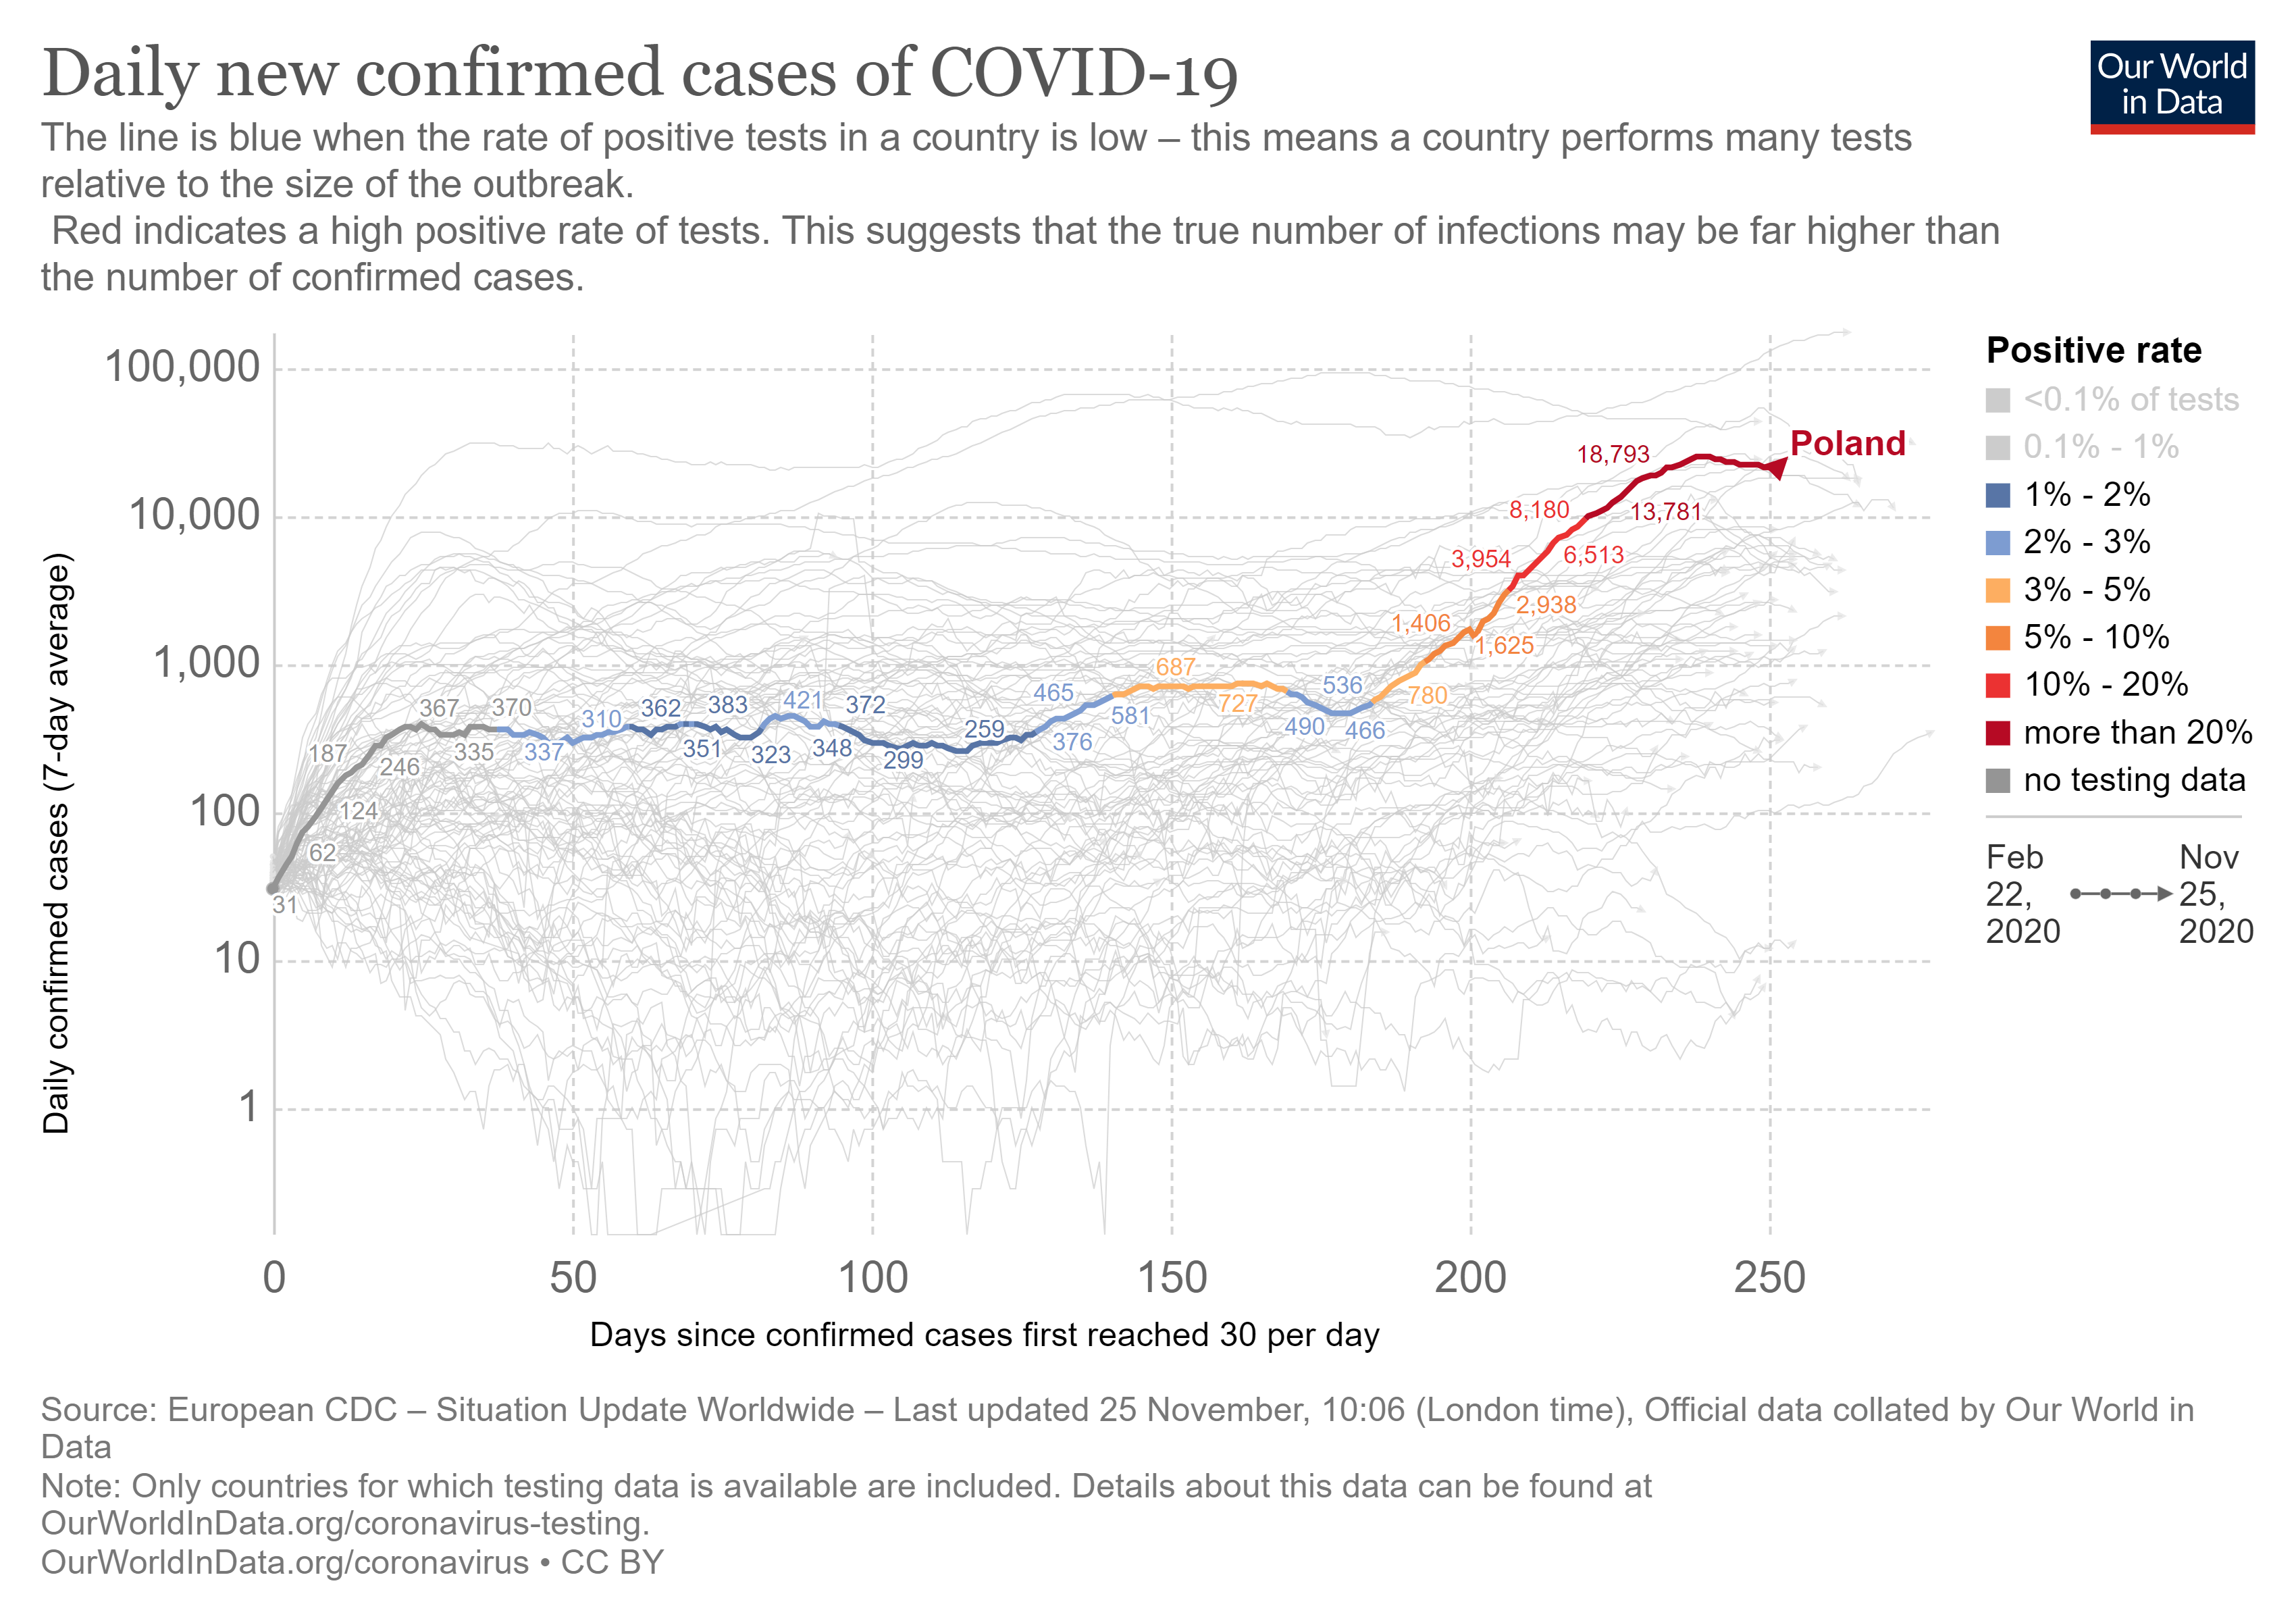 Daily new confirmed cases of COVID-19
Our World
in Data
The line is blue when the rate of positive tests in a country is low – this means a country performs many tests
relative to the size of the outbreak.
Red indicates a high positive rate of tests. This suggests that the true number of infections may be far higher than
the number of confirmed cases.
Daily confirmed cases (7-day average)
100,000
10,000
1,000
100
10
1
31
62
124
187
246
367
335
370
337
310
362
351
383
323
421
348
372
299
259
465
376
581
687
727
490
536
466
780
1,406
1,625
2,938
3,954
6,513
8,180
13,781
18,793
Poland
0
50
100
150
200
250
Days since confirmed cases first reached 30 per day
Positive rate
<0.1% of tests
0.1% - 1%
1% - 2%
2% - 3%
3% - 5%
5% - 10%
10% - 20%
more than 20%
no testing data
Feb
22,
2020
Nov
25,
2020
Source: European CDC – Situation Update Worldwide – Last updated 25 November, 10:06 (London time), Official data collated by Our World in
Data
Note: Only countries for which testing data is available are included. Details about this data can be found at
OurWorldInData.org/coronavirus-testing.
OurWorldInData.org/coronavirus • CC BY